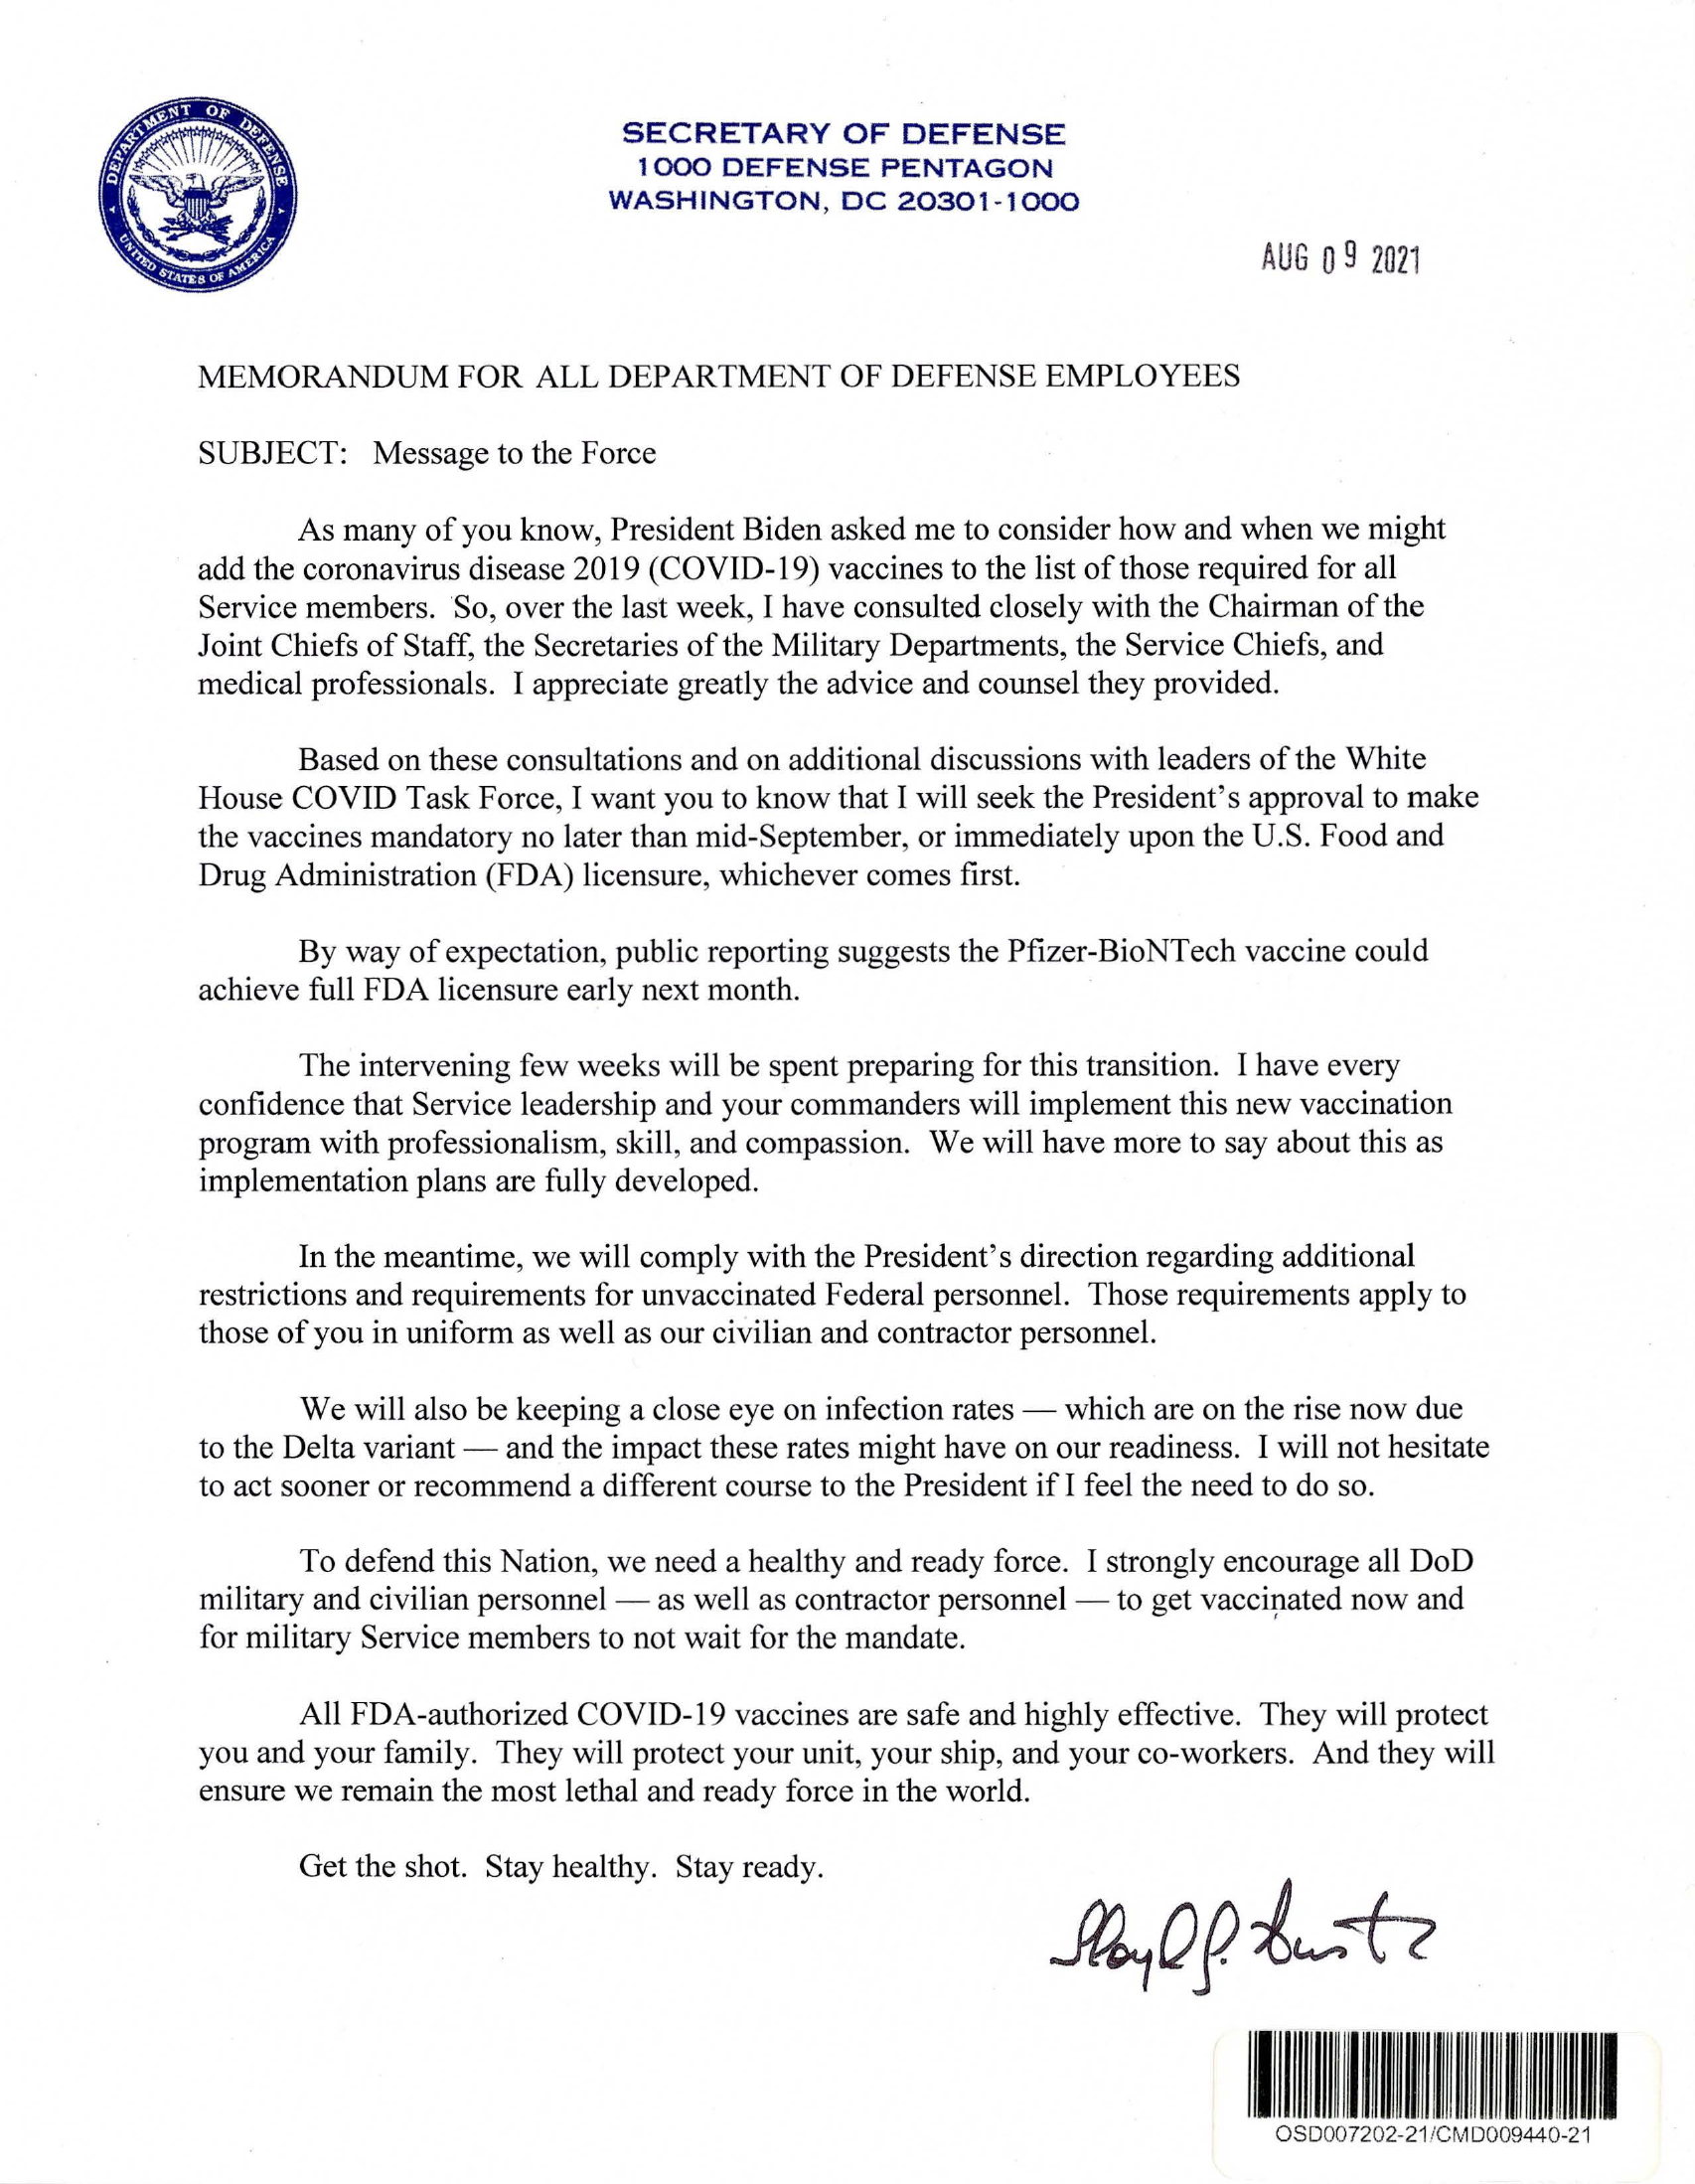 DEPARTMENT OF DEFENSE
UNITED STATES OF AMERICA
SECRETARY OF DEFENSE
1000 DEFENSE PENTAGON
WASHINGTON, DC 20301-1000
AUG 09 2021
MEMORANDUM FOR ALL DEPARTMENT OF DEFENSE EMPLOYEES
SUBJECT: Message to the Force
As many of you know, President Biden asked me to consider how and when we might
add the coronavirus disease 2019 (COVID-19) vaccines to the list of those required for all
Service members. So, over the last week, I have consulted closely with the Chairman of the
Joint Chiefs of Staff, the Secretaries of the Military Departments, the Service Chiefs, and
medical professionals. I appreciate greatly the advice and counsel they provided.
Based on these consultations and on additional discussions with leaders of the White
House COVID Task Force, I want you to know that I will seek the President's approval to make
the vaccines mandatory no later than mid-September, or immediately upon the U.S. Food and
Drug Administration (FDA) licensure, whichever comes first.
By way of expectation, public reporting suggests the Pfizer-BioNTech vaccine could
achieve full FDA licensure early next month.
The intervening few weeks will be spent preparing for this transition. I have every
confidence that Service leadership and your commanders will implement this new vaccination
program with professionalism, skill, and compassion. We will have more to say about this as
implementation plans are fully developed.
In the meantime, we will comply with the President's direction regarding additional
restrictions and requirements for unvaccinated Federal personnel. Those requirements apply to
those of you in uniform as well as our civilian and contractor personnel.
We will also be keeping a close eye on infection rates — which are on the rise now due
to the Delta variant — and the impact these rates might have on our readiness. I will not hesitate
to act sooner or recommend a different course to the President if I feel the need to do so.
To defend this Nation, we need a healthy and ready force. I strongly encourage all DoD
military and civilian personnel — as well as contractor personnel — to get vaccinated now and
for military Service members to not wait for the mandate.
All FDA-authorized COVID-19 vaccines are safe and highly effective. They will protect
you and your family. They will protect your unit, your ship, and your co-workers. And they will
ensure we remain the most lethal and ready force in the world.
Get the shot. Stay healthy. Stay ready.
OSD007202-21/CMD009440-21